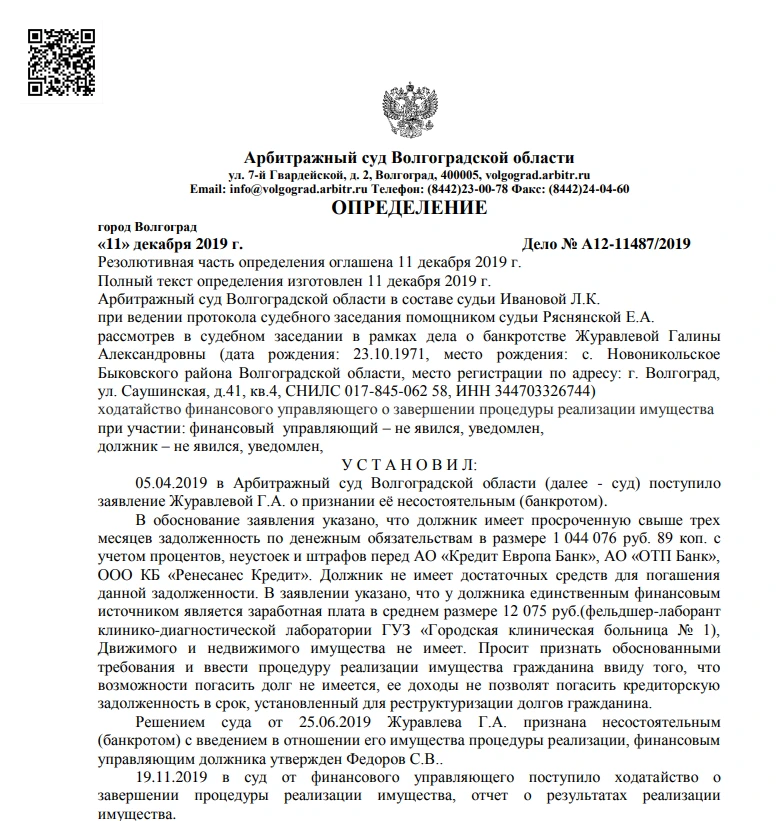 Арбитражный суд Волгоградской области
ул. 7-й Гвардейской, д. 2, Волгоград, 400005, volgograd.arbitr.ru
Email: info@volgograd.arbitr.ru Телефон: (8442)23-00-78 Факс: (8442)24-04-60
ОПРЕДЕЛЕНИЕ
город Волгоград
«11» декабря 2019 г. Дело № А12-11487/2019
Резолютивная часть определения оглашена 11 декабря 2019 г.
Полный текст определения изготовлен 11 декабря 2019 г.
Арбитражный суд Волгоградской области в составе судьи Ивановой Л.К.
при ведении протокола судебного заседания помощником судьи Ряснянской Е.А.
рассмотрев в судебном заседании в рамках дела о банкротстве Журавлевой Галины
Александровны (дата рождения: 23.10.1971, место рождения: с. Новоникольское
Быковского района Волгоградской области, место регистрации по адресу: г. Волгоград,
ул. Саушинская, д.41, кв.4, СНИЛС 017-845-062 58, ИНН 344703326744)
ходатайство финансового управляющего о завершении процедуры реализации имущества
при участии: финансовый управляющий – не явился, уведомлен,
должник – не явился, уведомлен,
У С Т А Н О В И Л:
05.04.2019 в Арбитражный суд Волгоградской области (далее - суд) поступило
заявление Журавлевой Г.А. о признании её несостоятельным (банкротом).
В обоснование заявления указано, что должник имеет просроченную свыше трех
месяцев задолженность по денежным обязательствам в размере 1 044 076 руб. 89 коп. с
учетом процентов, неустоек и штрафов перед АО «Кредит Европа Банк», АО «ОТП Банк»,
ООО КБ «Ренесанес Кредит». Должник не имеет достаточных средств для погашения
данной задолженности. В заявлении указано, что у должника единственным финансовым
источником является заработная плата в среднем размере 12 075 руб.(фельдшер-лаборант
клинико-диагностической лаборатории ГУЗ «Городская клиническая больница № 1),
Движимого и недвижимого имущества не имеет. Просит признать обоснованными
требования и ввести процедуру реализации имущества гражданина ввиду того, что
возможности погасить долг не имеется, ее доходы не позволят погасить кредиторскую
задолженность в срок, установленный для реструктуризации долгов гражданина.
Решением суда от 25.06.2019 Журавлева Г.А. признана несостоятельным
(банкротом) с введением в отношении его имущества процедуры реализации, финансовым
управляющим должника утвержден Федоров С.В..
19.11.2019 в суд от финансового управляющего поступило ходатайство о
завершении процедуры реализации имущества, отчет о результатах реализации
имущества.